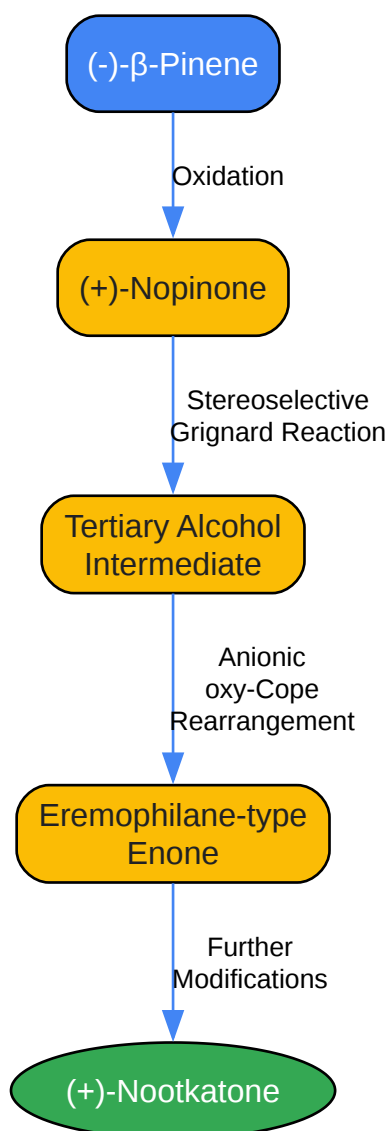 (-)-β-Pinene
Oxidation
(+)-Nopinone
Stereoselective
Grignard Reaction
Tertiary Alcohol
Intermediate
Anionic
oxy-Cope
Rearrangement
Eremophilane-type
Enone
Further
Modifications
(+)-Nootkatone